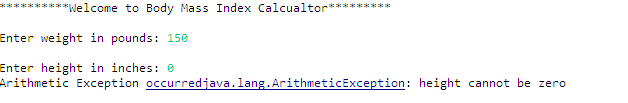 **********Welcome to Body Mass Index Calcualtor*********
Enter weight in pounds: 150
Enter height in inches: 0
Arithmetic Exception occurredjava.lang.ArithmeticException: height cannot be zero